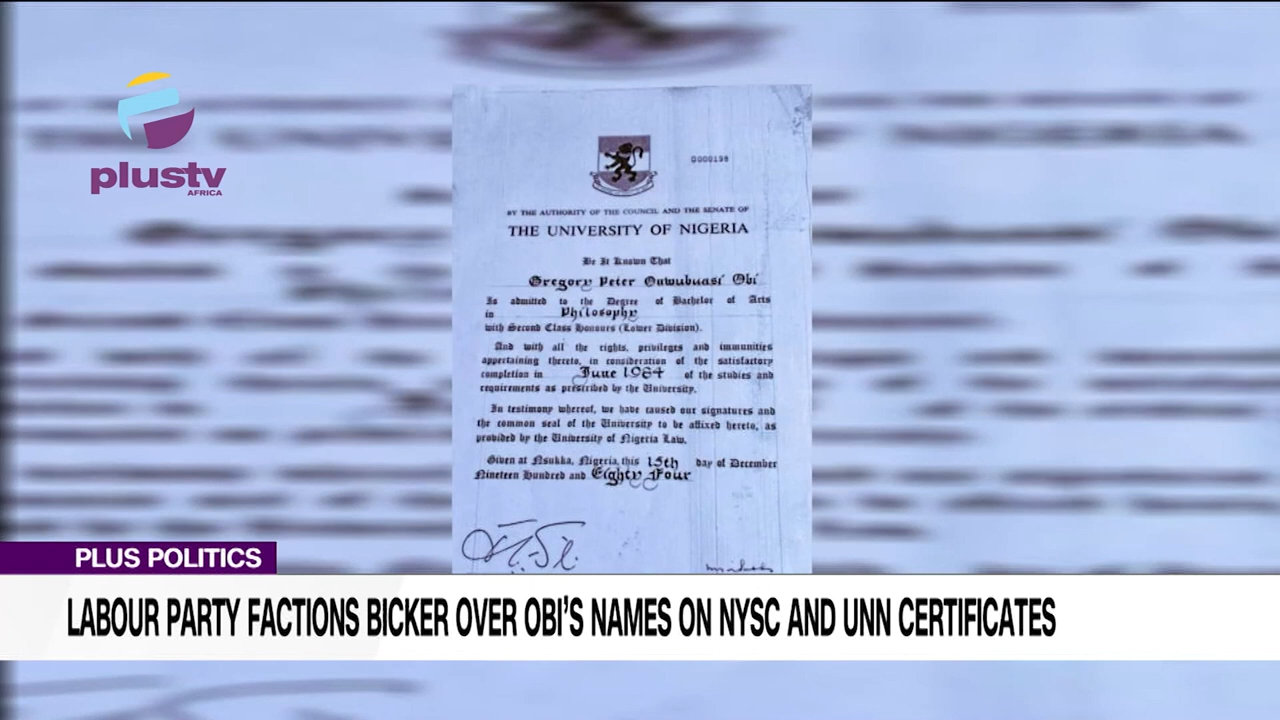 plustv
AFRICA
0000198
BY THE AUTHORITY OF THE COUNCIL AND THE SENATE OF
THE UNIVERSITY OF NIGERIA
Be It Known That
Gregory Peter Onwubuasi Obi
Is admitted to the Degree of Bachelor of Arts
in Philosophy
with Second Class Honours (Lower Division).
And with all the rights, privileges and immunities
appertaining thereto, in consideration of the satisfactory
completion in June 1984 of the studies and
requirements as prescribed by the University.
In testimony whereof, we have caused our signatures and
the common seal of the University to be affixed hereto, as
provided by the University of Nigeria Law.
Given at Nsukka, Nigeria, this 15th day of December
Nineteen Hundred and Eighty Four
PLUS POLITICS
LABOUR PARTY FACTIONS BICKER OVER OBI'S NAMES ON NYSC AND UNN CERTIFICATES